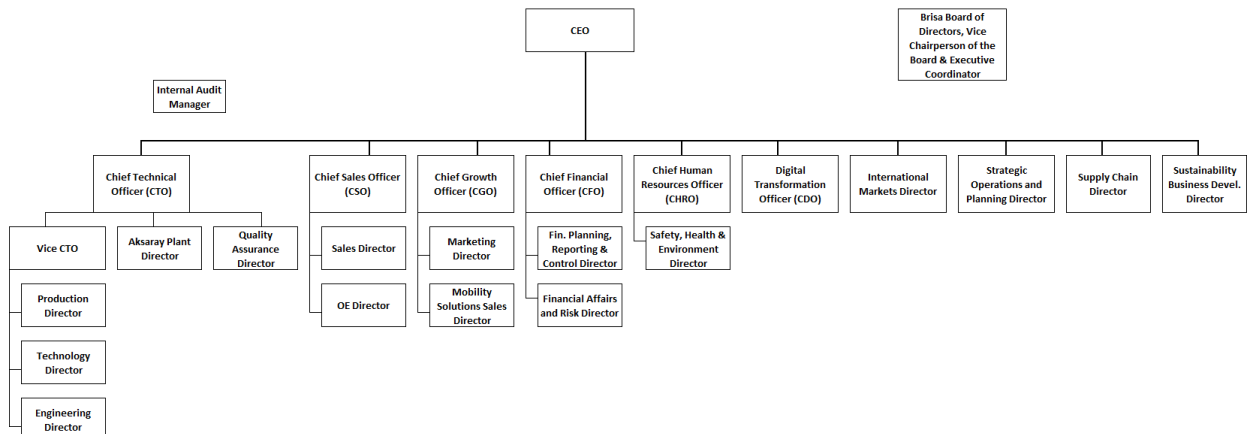 CEO
Brisa Board of
Directors, Vice
Chairperson of the
Board & Executive
Coordinator
Internal Audit
Manager
Chief Technical
Officer (CTO)
Chief Sales Officer
(CSO)
Chief Growth
Officer (CGO)
Chief Financial
Officer (CFO)
Chief Human
Resources Officer
(CHRO)
Digital
Transformation
Officer (CDO)
International
Markets Director
Strategic
Operations and
Planning Director
Supply Chain
Director
Sustainability
Business Devel.
Director
Vice CTO
Aksaray Plant
Director
Quality
Assurance
Director
Sales Director
Marketing
Director
Fin. Planning,
Reporting &
Control Director
Safety, Health &
Environment
Director
Production
Director
OE Director
Mobility
Solutions Sales
Director
Financial Affairs
and Risk Director
Technology
Director
Engineering
Director